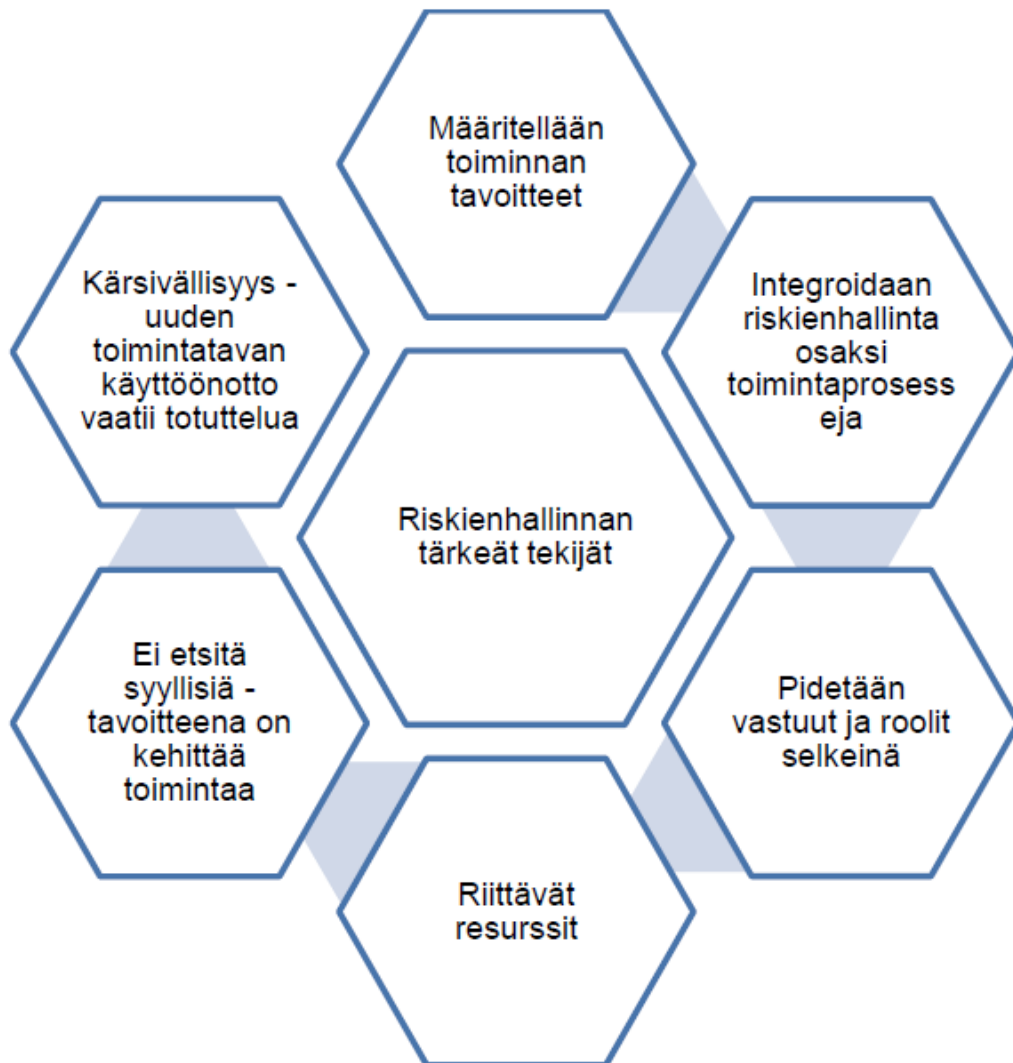 Määritellään
toiminnan
tavoitteet
Integroidaan
riskienhallinta
osaksi
toimintaprosess
eja
Pidetään
vastuut ja roolit
selkeinä
Riittävät
resurssit
Ei etsitä
syyllisiä -
tavoitteena on
kehittää
toimintaa
Kärsivällisyys -
uuden
toimintatavan
käyttöönotto
vaatii totuttelua
Riskienhallinnan
tärkeät tekijät